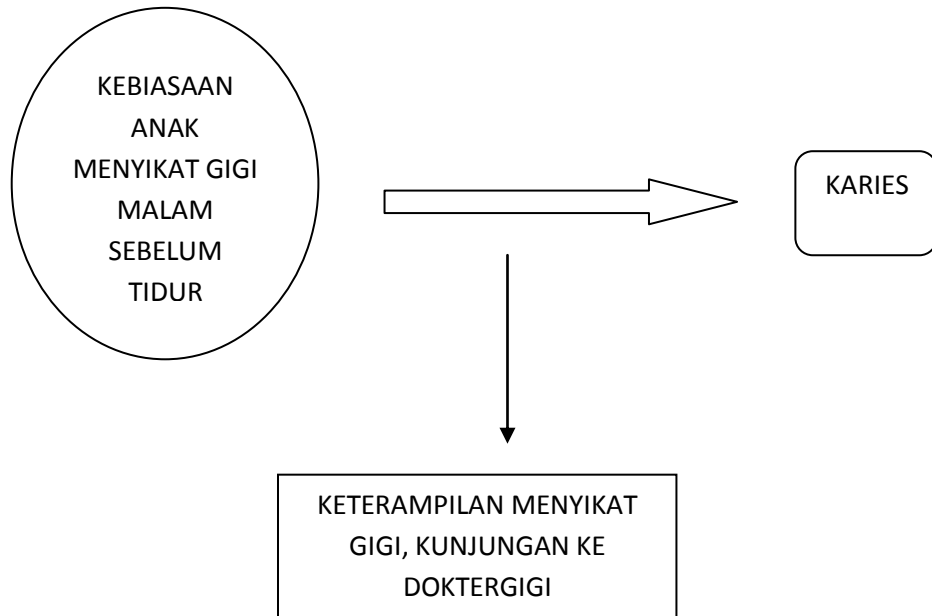 KEBIASAAN
ANAK
MENYIKAT GIGI
MALAM
SEBELUM
TIDUR
KARIES
KETERAMPILAN MENYIKAT
GIGI, KUNJUNGAN KE
DOKTERGIGI